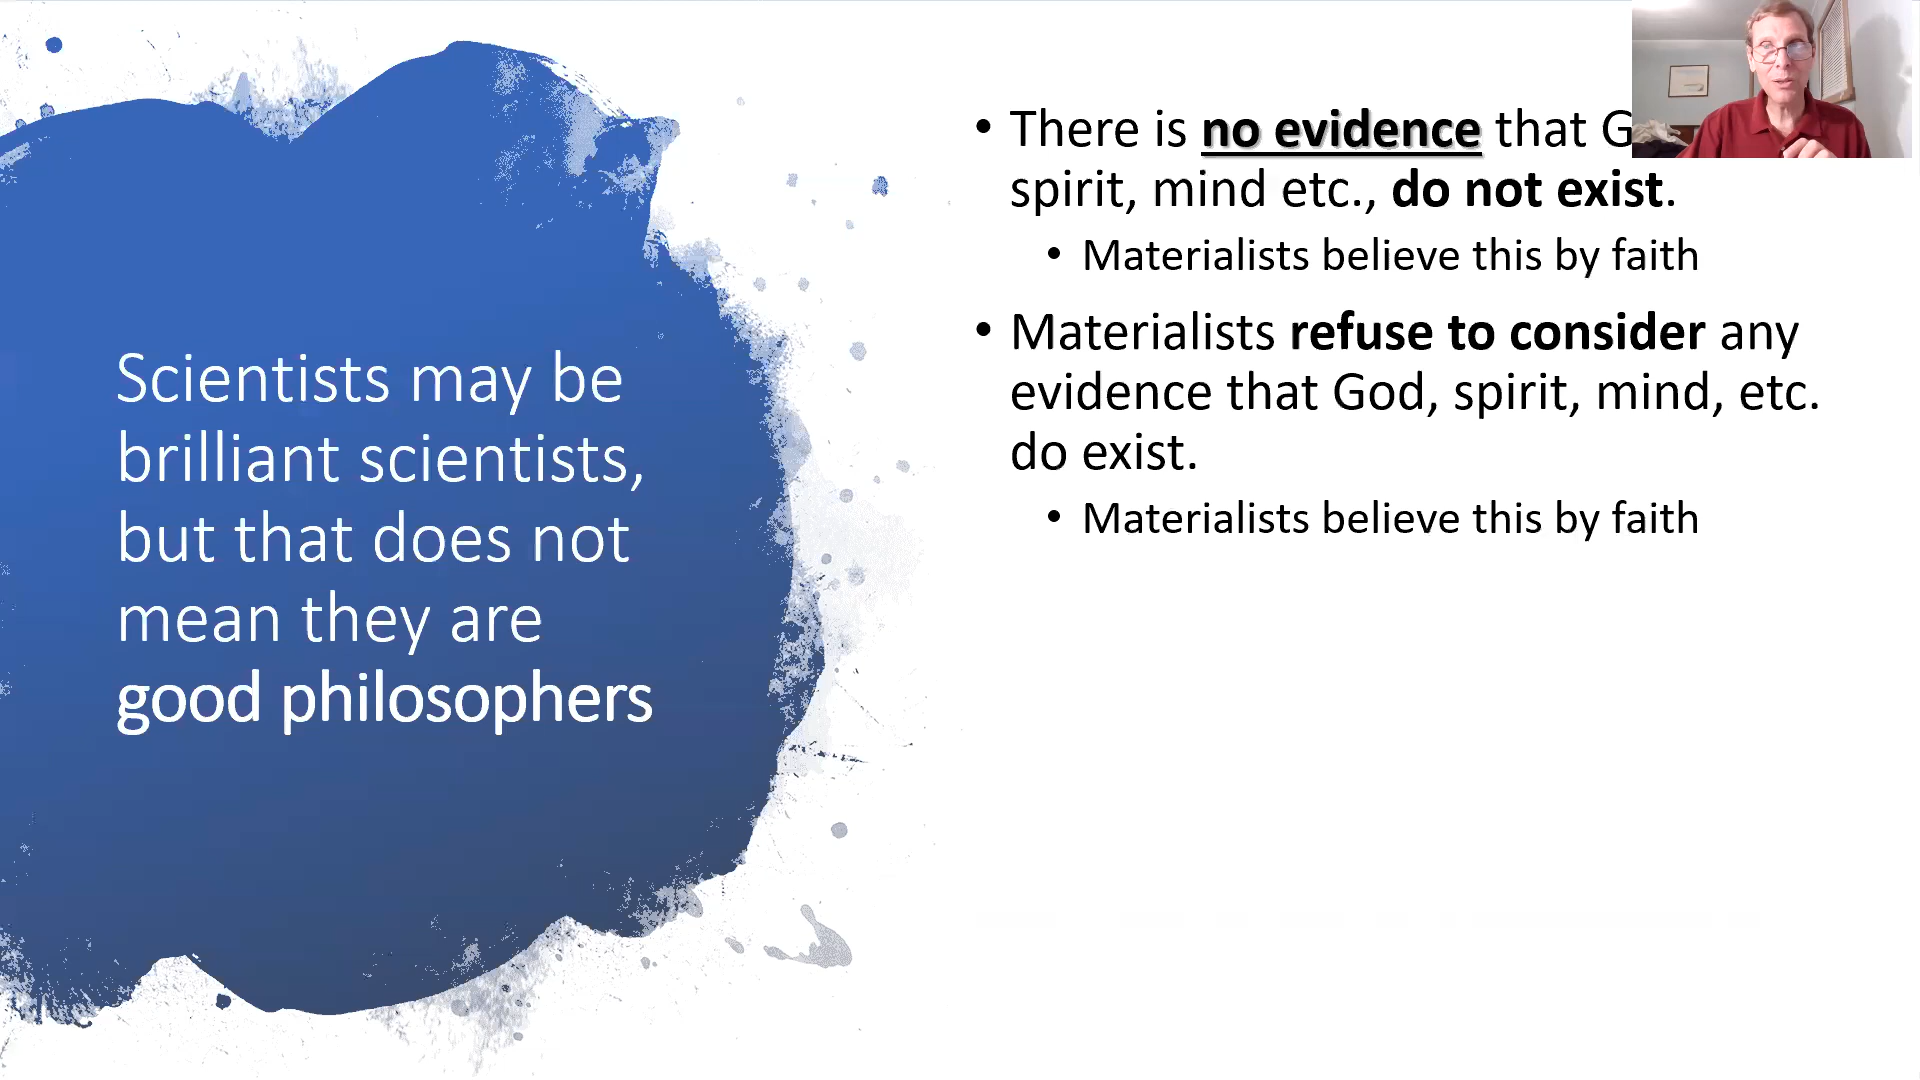 Scientists may be
brilliant scientists,
but that does not
mean they are
good philosophers
• There is no evidence that
spirit, mind etc., do not exist.
• Materialists believe this by faith
• Materialists refuse to consider any
evidence that God, spirit, mind, etc.
do exist.
• Materialists believe this by faith